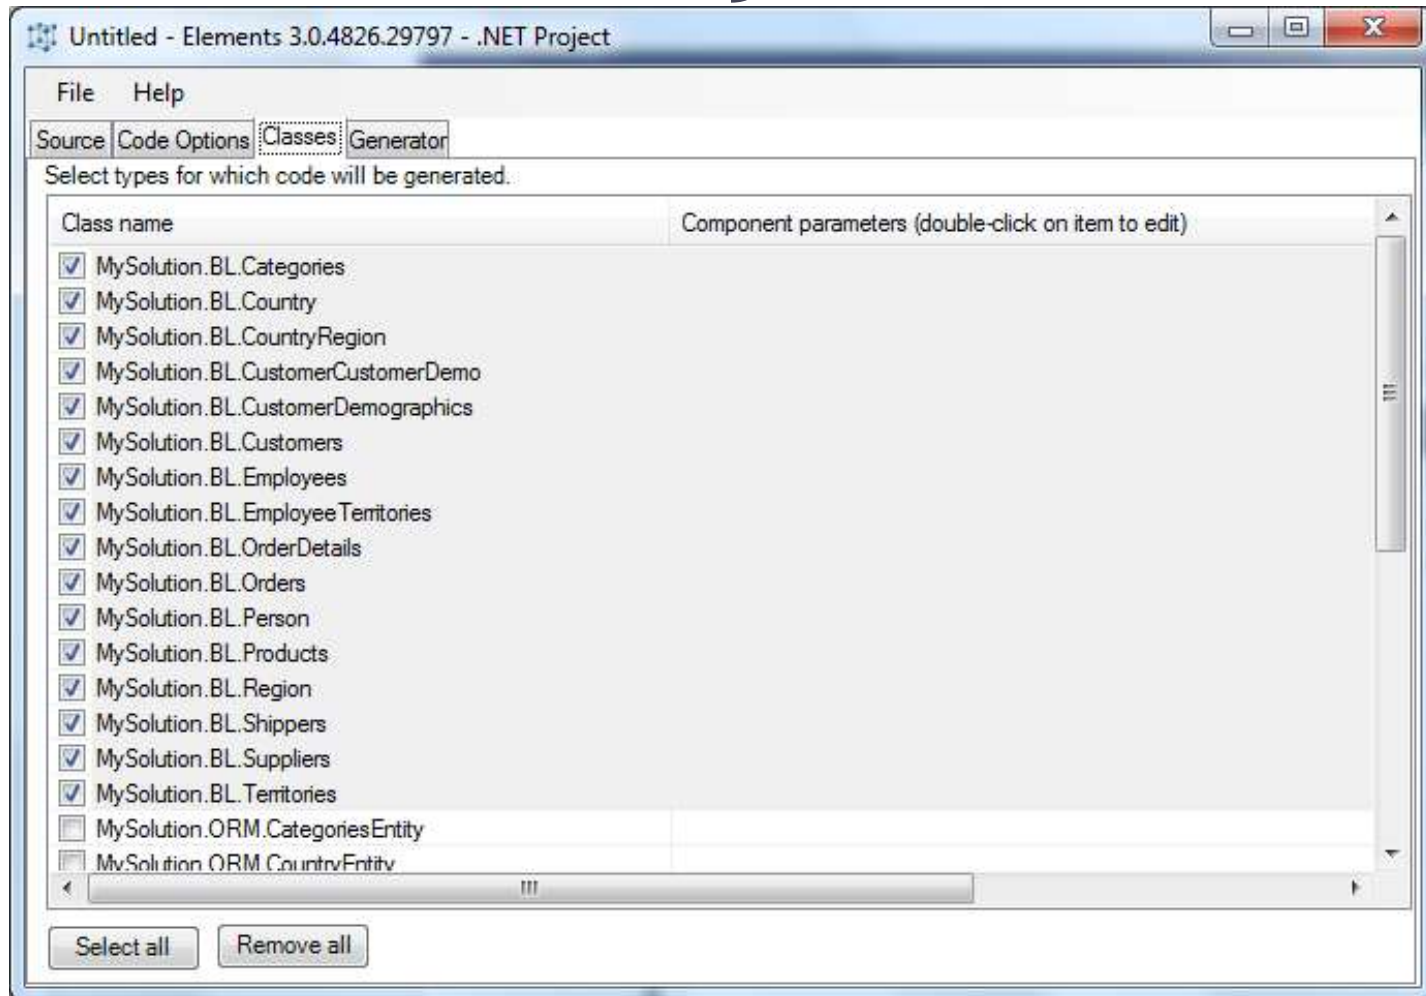 Untitled - Elements 3.0.4826.29797 - .NET Project
File Help
Source Code Options Classes Generator
Select types for which code will be generated.
Class name Component parameters (double-click on item to edit)
MySolution.BL.Categories
MySolution.BL.Country
MySolution.BL.CountryRegion
MySolution.BL.CustomerCustomerDemo
MySolution.BL.CustomerDemographics
MySolution.BL.Customers
MySolution.BL.Employees
MySolution.BL.EmployeeTerritories
MySolution.BL.OrderDetails
MySolution.BL.Orders
MySolution.BL.Person
MySolution.BL.Products
MySolution.BL.Region
MySolution.BL.Shippers
MySolution.BL.Suppliers
MySolution.BL.Territories
MySolution.ORM.CategoriesEntity
MySolution.ORM.CountryEntity
Select all Remove all